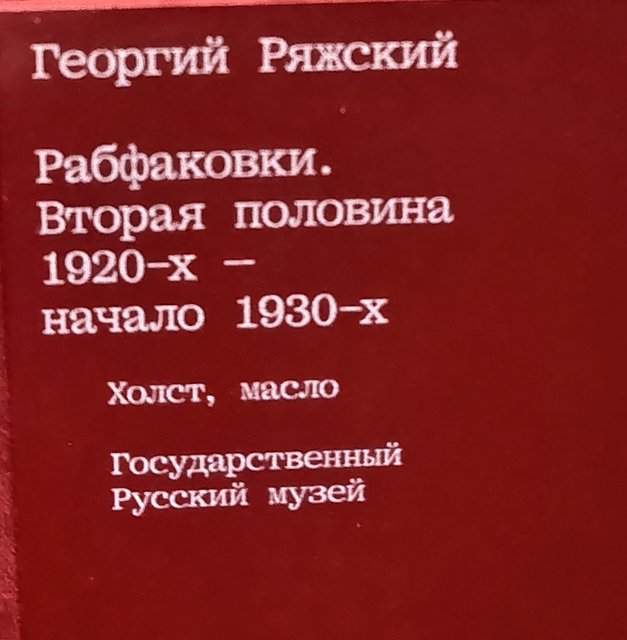 Георгий Ряжский
Рабфаковки.
Вторая половина
1920-х —
начало 1930-х
Холст, масло
Государственный
Русский музей